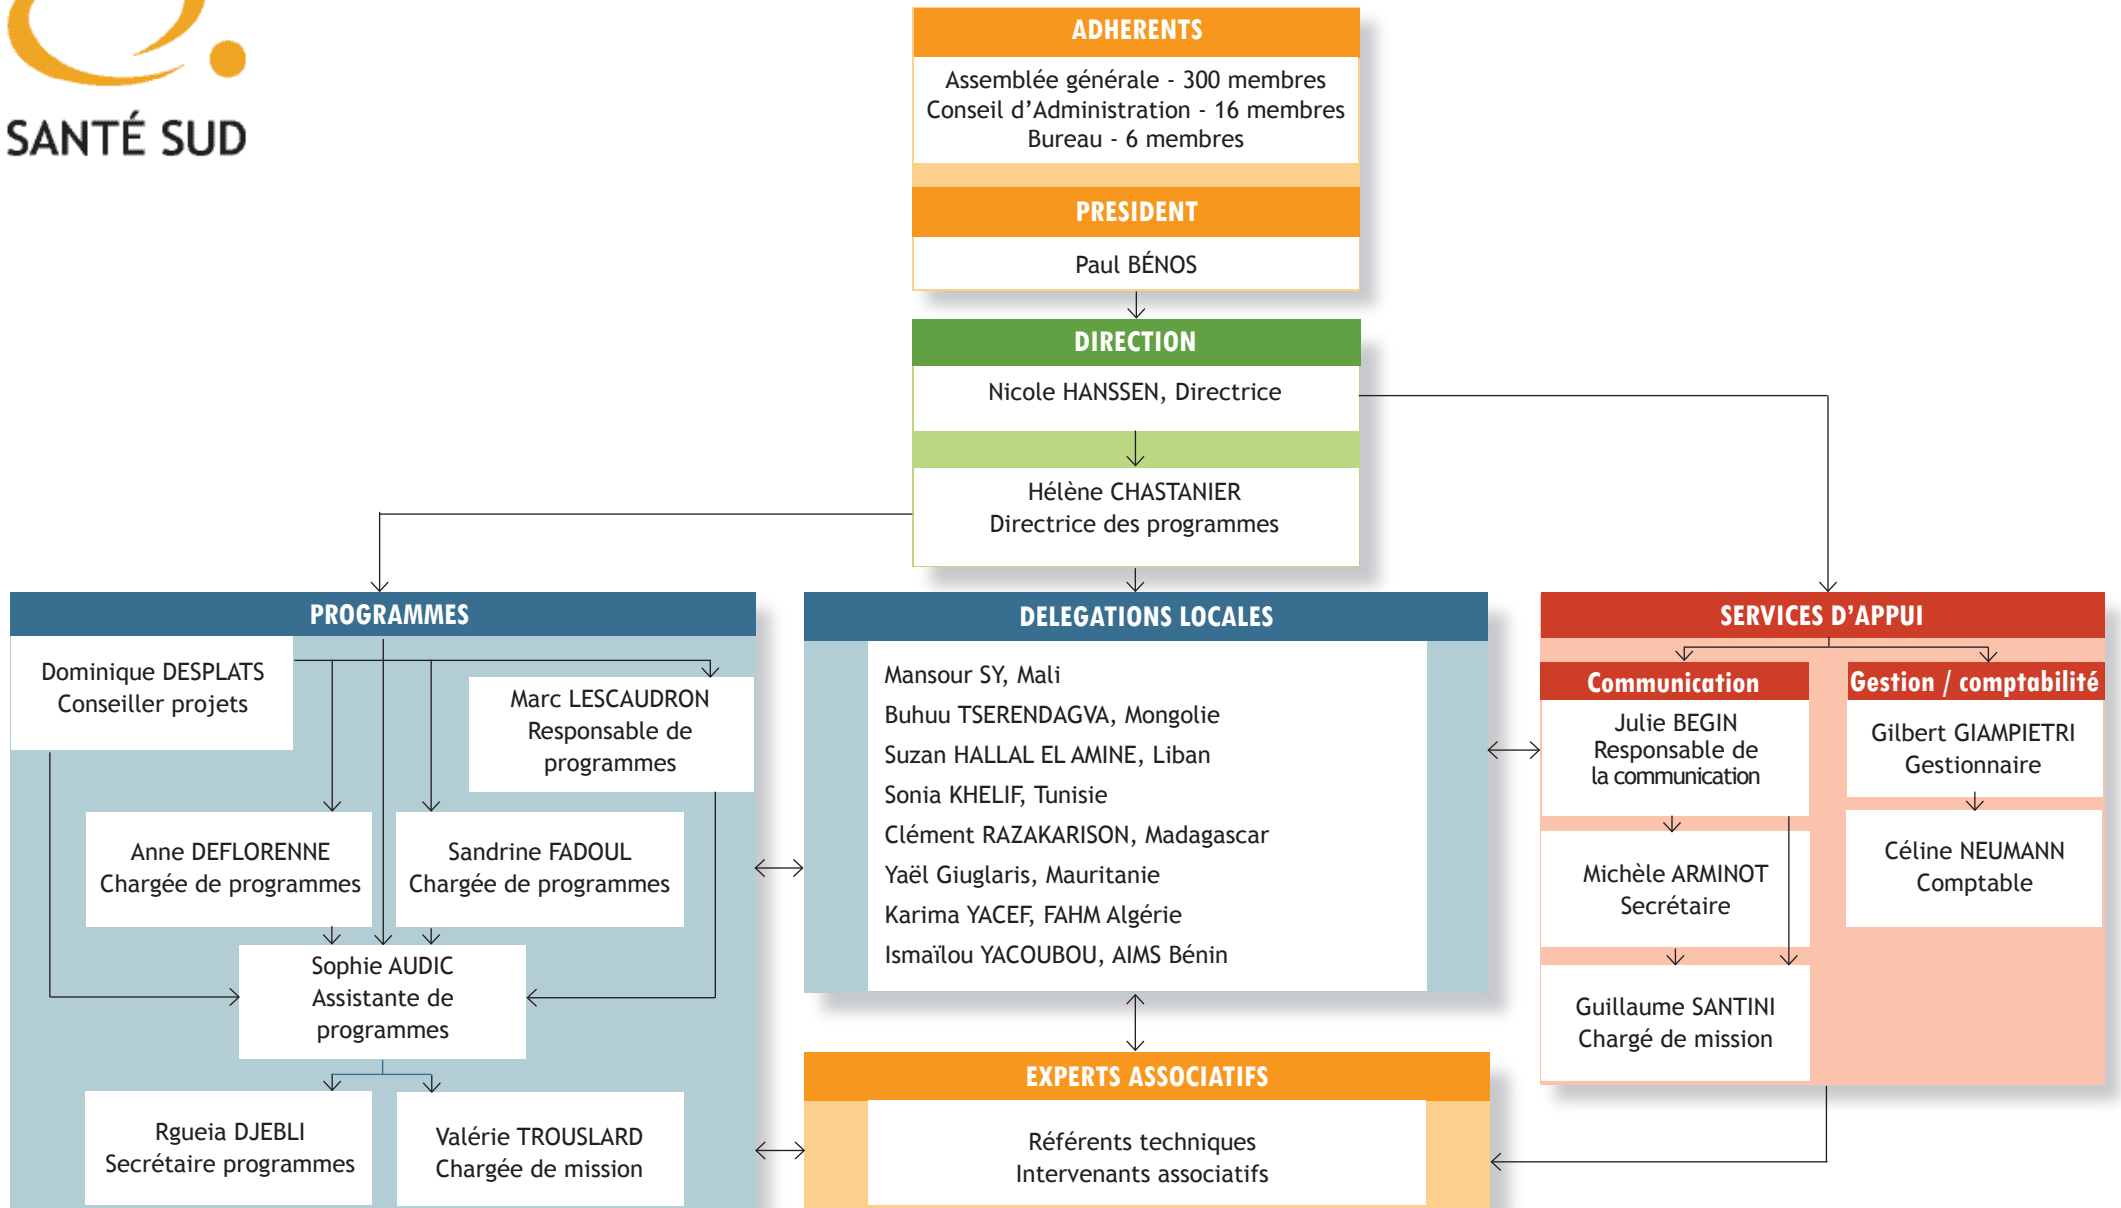 SANTÉ SUD
ADHERENTS
Assemblée générale - 300 membres
Conseil d’Administration - 16 membres
Bureau - 6 membres
PRESIDENT
Paul BÉNOS
DIRECTION
Nicole HANSSEN, Directrice
Hélène CHASTANIER
Directrice des programmes
PROGRAMMES
Dominique DESPLATS
Conseiller projets
Marc LESCAUDRON
Responsable de
programmes
Anne DEFLORENNE
Chargée de programmes
Sandrine FADOUL
Chargée de programmes
Sophie AUDIC
Assistante de
programmes
Rgueia DJEBLI
Secrétaire programmes
Valérie TROUSLARD
Chargée de mission
DELEGATIONS LOCALES
Mansour SY, Mali
Buhuu TSERENDAGVA, Mongolie
Suzan HALLAL EL AMINE, Liban
Sonia KHELIF, Tunisie
Clément RAZAKARISON, Madagascar
Yaël Giuglaris, Mauritanie
Karima YACEF, FAHM Algérie
Ismaïlou YACOUBOU, AIMS Bénin
EXPERTS ASSOCIATIFS
Référents techniques
Intervenants associatifs
SERVICES D’APPUI
Communication
Julie BEGIN
Responsable de
la communication
Michèle ARMINOT
Secrétaire
Guillaume SANTINI
Chargé de mission
Gestion / comptabilité
Gilbert GIAMPIETRI
Gestionnaire
Céline NEUMANN
Comptable